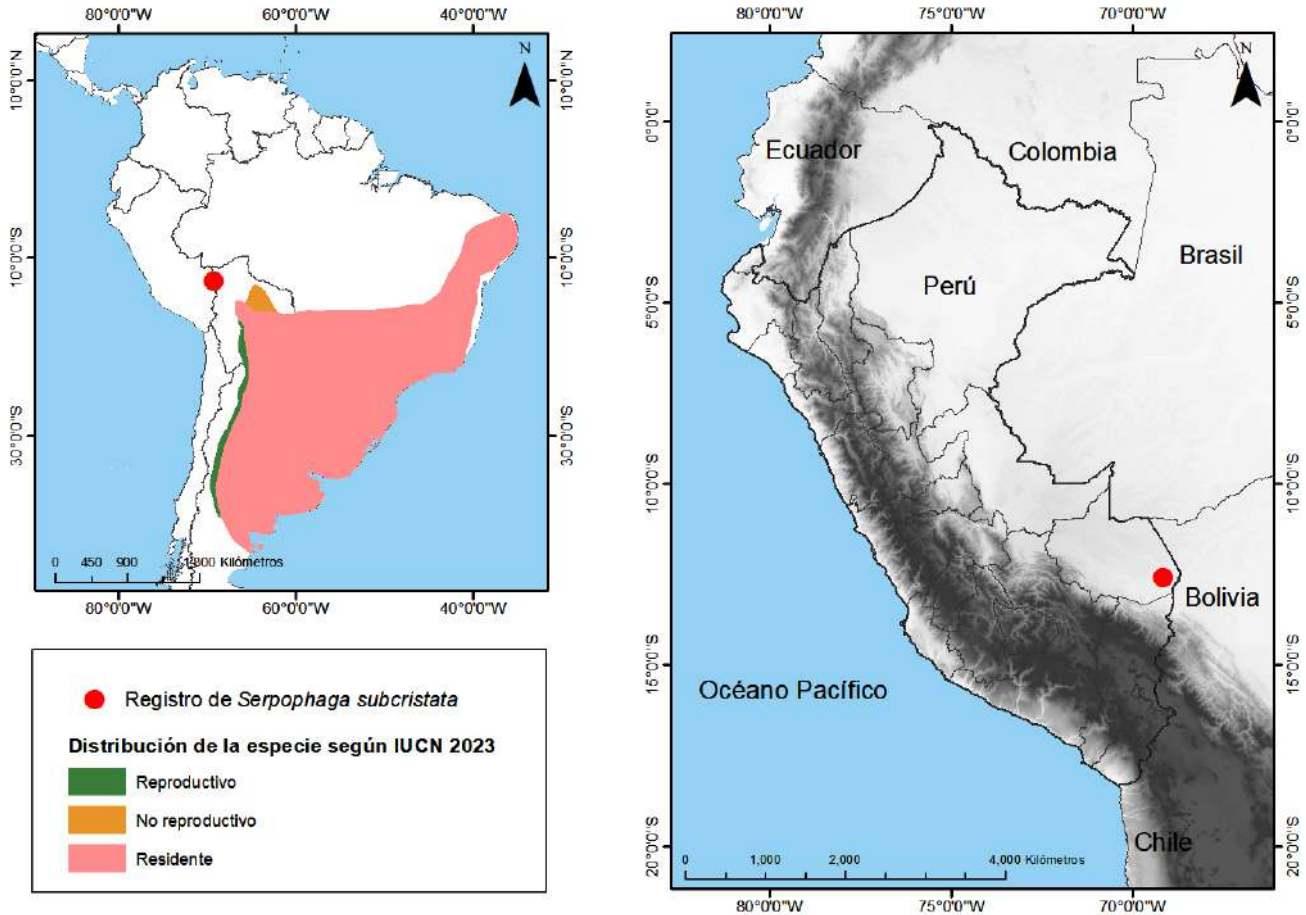 80°0'0"W 60°0'0"W 40°0'0"W
10°0'0"N 10°0'0"N
N
10°0'0"S 10°0'0"S
30°0'0"S 30°0'0"S
0 450 900 1,800 Kilómetros
80°0'0"W 60°0'0"W 40°0'0"W
Registro de Serpophaga subcristata
Distribución de la especie según IUCN 2023
Reproductivo
No reproductivo
Residente
80°0'0"W 75°0'0"W 70°0'0"W
N
0°0'0" 0°0'0"
Ecuador Colombia
Brasil
Perú
5°0'0"S 5°0'0"S
10°0'0"S 10°0'0"S
Bolivia
15°0'0"S 15°0'0"S
Océano Pacífico
Chile
20°0'0"S 20°0'0"S
0 1,000 2,000 4,000 Kilómetros
80°0'0"W 75°0'0"W 70°0'0"W